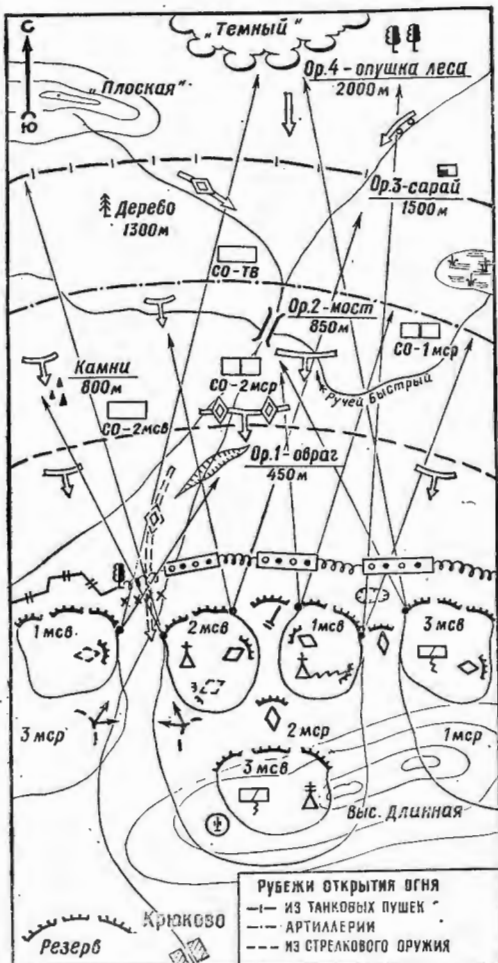 С
„Темный“
Ор.4-опушка леса
2000 м
„Плоская“
Ю
Ор.3-сарай
1500 м
Дерево
1300 м
СО-ТВ
Ор.2-мост
850 м
СО-1 мср
Камни
800 м
СО-2 мср
Ручей Быстрый
СО-2 мсв
Ор.1-овраг
450 м
1 мсв
2 мсв
1 мсв
3 мсв
3 мср
2 мср
1 мср
3 мсв
Выс. Длинная
Крюково
Резерв
РУБЕЖИ ОТКРЫТИЯ ОГНЯ
ИЗ ТАНКОВЫХ ПУШЕК
АРТИЛЛЕРИИ
ИЗ СТРЕЛКОВОГО ОРУЖИЯ